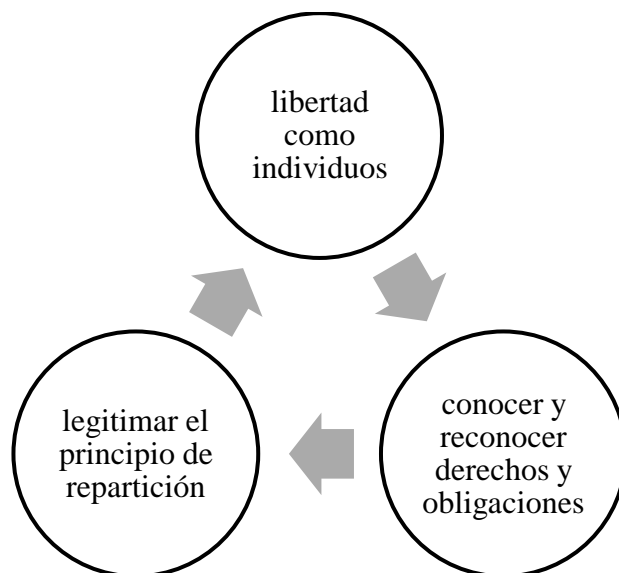 libertad
como
individuos
conocer y
reconocer
derechos y
obligaciones
legitimar el
principio de
repartición